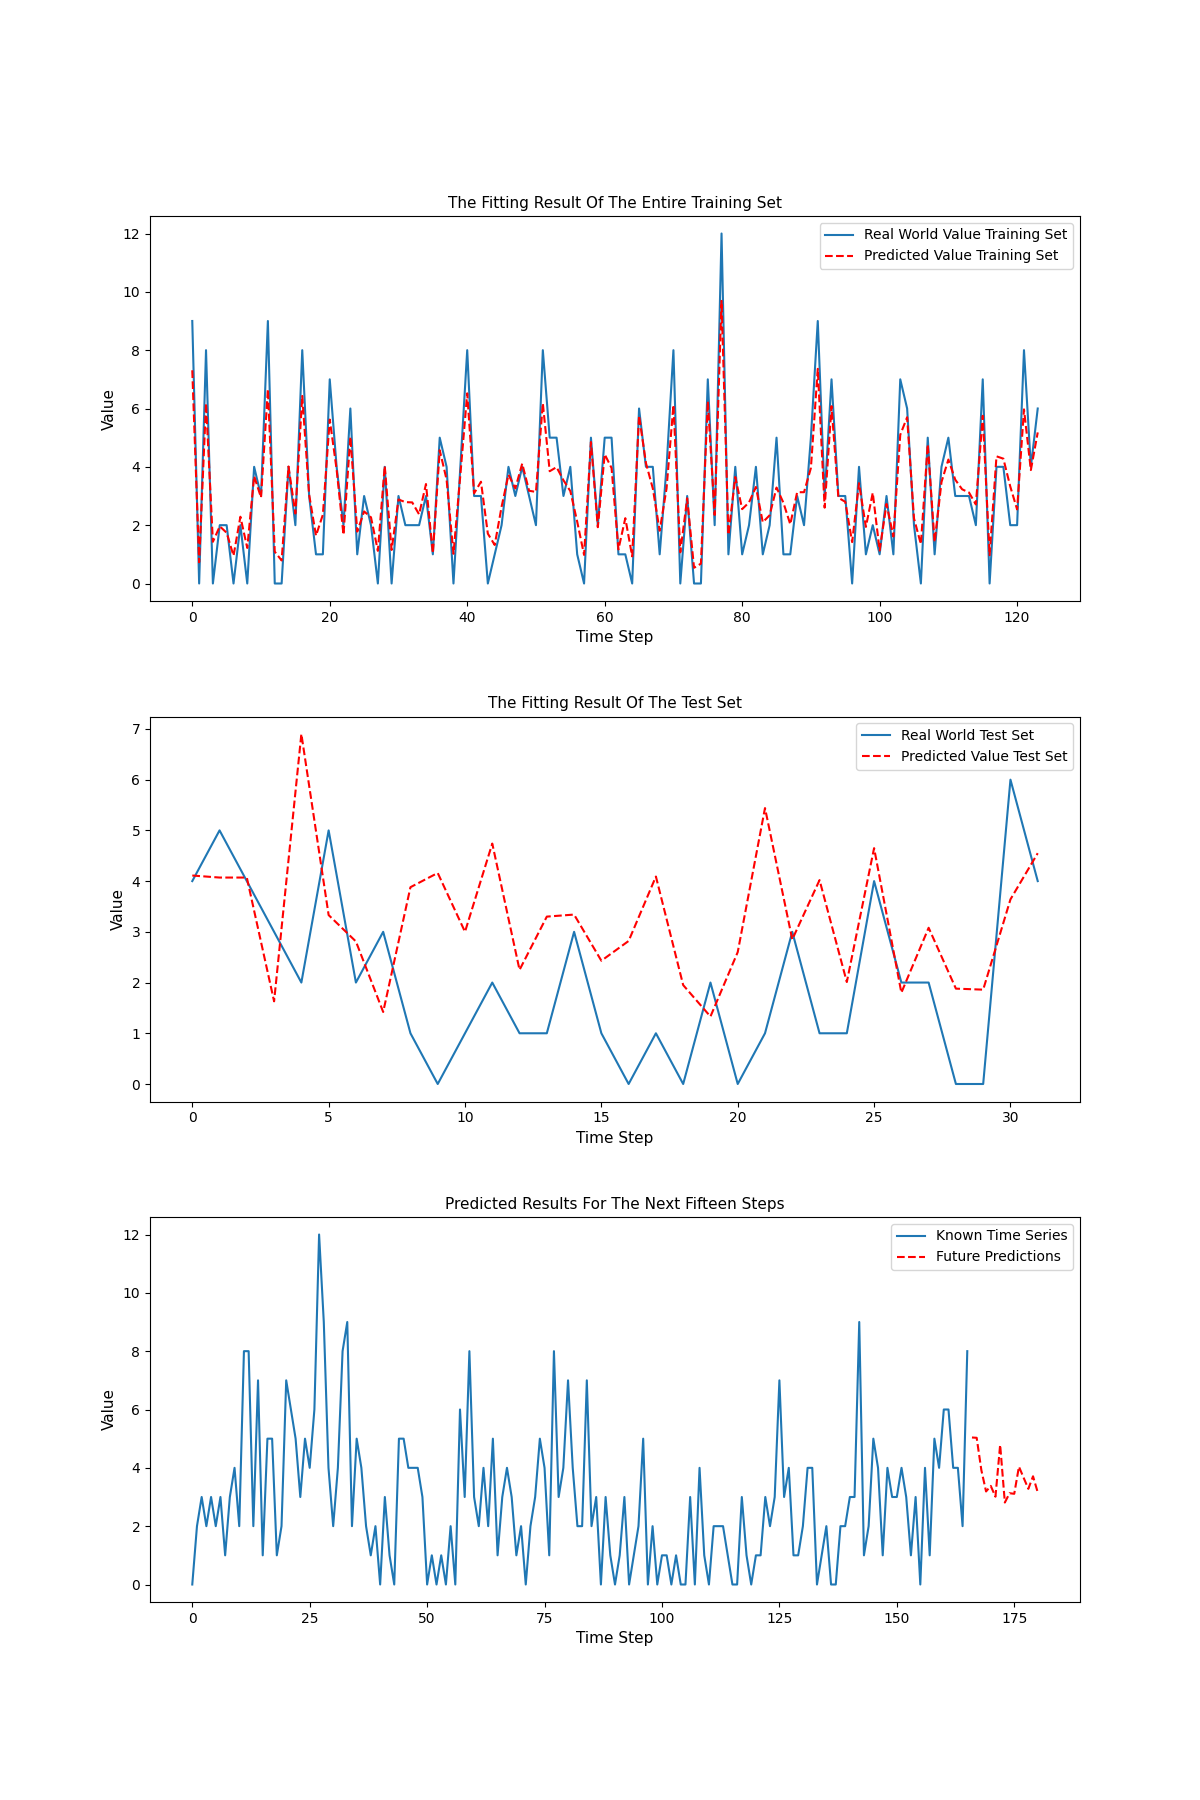 The Fitting Result Of The Entire Training Set
12
10
8
6
4
2
0
Value
Real World Value Training Set
Predicted Value Training Set
0 20 40 60 80 100 120
Time Step
The Fitting Result Of The Test Set
7
6
5
4
3
2
1
0
Value
Real World Test Set
Predicted Value Test Set
0 5 10 15 20 25 30
Time Step
Predicted Results For The Next Fifteen Steps
12
10
8
6
4
2
0
Value
Known Time Series
Future Predictions
0 25 50 75 100 125 150 175
Time Step